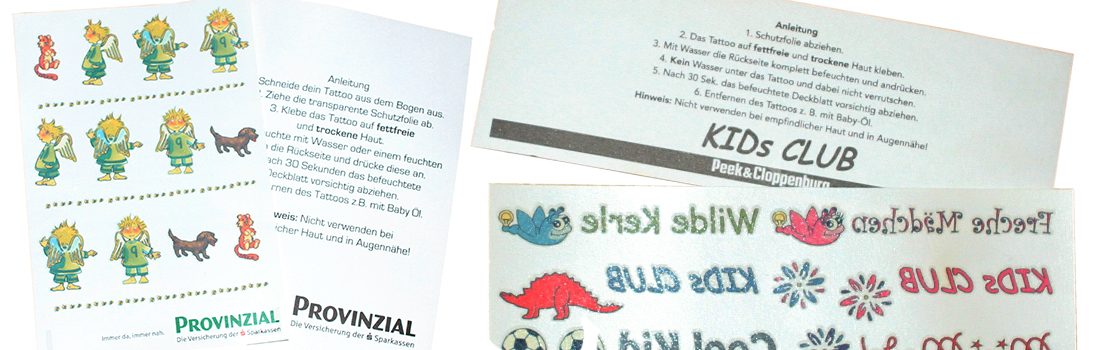 Immer da, immer nah.
PROVINZIAL
Die Versicherung der Sparkassen
Anleitung
Schneide dein Tattoo aus dem Bogen aus.
2. Ziehe die transparente Schutzfolie ab.
3. Klebe das Tattoo auf fettfreie
und trockene Haut.
mit Wasser oder einem feuchten
die Rückseite und drücke diese an.
Nach 30 Sekunden das befeuchtete
Deckblatt vorsichtig abziehen.
des Tattoos z.B. mit Baby Öl.
Nicht verwenden bei
Haut und in Augennähe!
PROVINZIAL
Die Versicherung der Sparkassen
Anleitung
1. Schutzfolie abziehen.
2. Das Tattoo auf fettfreie und trockene Haut kleben.
3. Mit Wasser die Rückseite komplett befeuchten und andrücken.
4. Kein Wasser unter das Tattoo und dabei nicht verrutschen.
5. Nach 30 Sek. das befeuchtete Deckblatt vorsichtig abziehen.
6. Entfernen des Tattoos z. B. mit Baby-Öl.
Hinweis: Nicht verwenden bei empfindlicher Haut und in Augennähe!
KIDs CLUB
Peek&Cloppenburg
Wilde Kerle
Freche Mädchen
KIDs CLUB
KIDs CLUB
Cool Kid